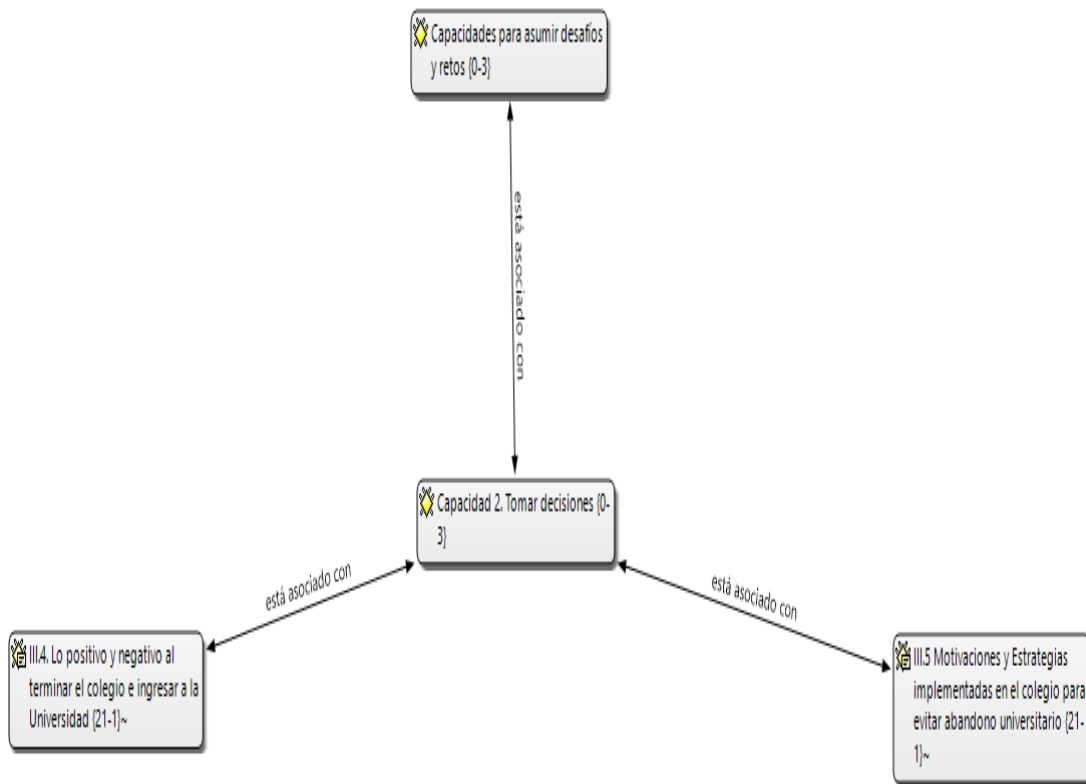 Capacidades para asumir desafíos
y retos {0-3}
está asociado con
Capacidad 2. Tomar decisiones {0-
3}
está asociado con
está asociado con
III.4. Lo positivo y negativo al
terminar el colegio e ingresar a la
Universidad {21-1}~
III.5 Motivaciones y Estrategias
implementadas en el colegio para
evitar abandono universitario {21-
1}~